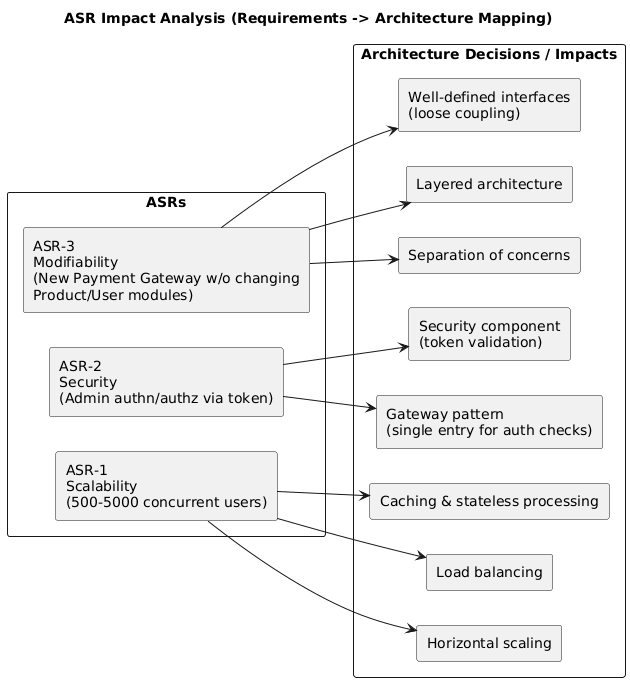 ASR Impact Analysis (Requirements -> Architecture Mapping)
Architecture Decisions / Impacts
Well-defined interfaces
(loose coupling)
Layered architecture
Separation of concerns
Security component
(token validation)
Gateway pattern
(single entry for auth checks)
Caching & stateless processing
Load balancing
Horizontal scaling
ASRs
ASR-3
Modifiability
(New Payment Gateway w/o changing
Product/User modules)
ASR-2
Security
(Admin authn/authz via token)
ASR-1
Scalability
(500-5000 concurrent users)